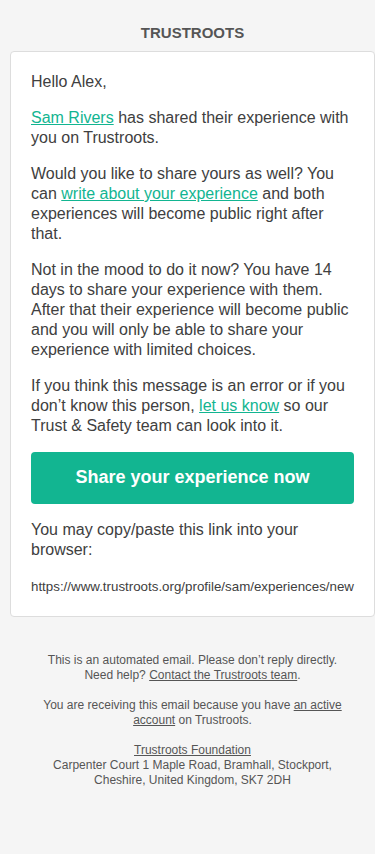 TRUSTROOTS
Hello Alex,
Sam Rivers has shared their experience with
you on Trustroots.
Would you like to share yours as well? You
can write about your experience and both
experiences will become public right after
that.
Not in the mood to do it now? You have 14
days to share your experience with them.
After that their experience will become public
and you will only be able to share your
experience with limited choices.
If you think this message is an error or if you
don’t know this person, let us know so our
Trust & Safety team can look into it.
Share your experience now
You may copy/paste this link into your
browser:
https://www.trustroots.org/profile/sam/experiences/new
This is an automated email. Please don’t reply directly.
Need help? Contact the Trustroots team.
You are receiving this email because you have an active
account on Trustroots.
Trustroots Foundation
Carpenter Court 1 Maple Road, Bramhall, Stockport,
Cheshire, United Kingdom, SK7 2DH